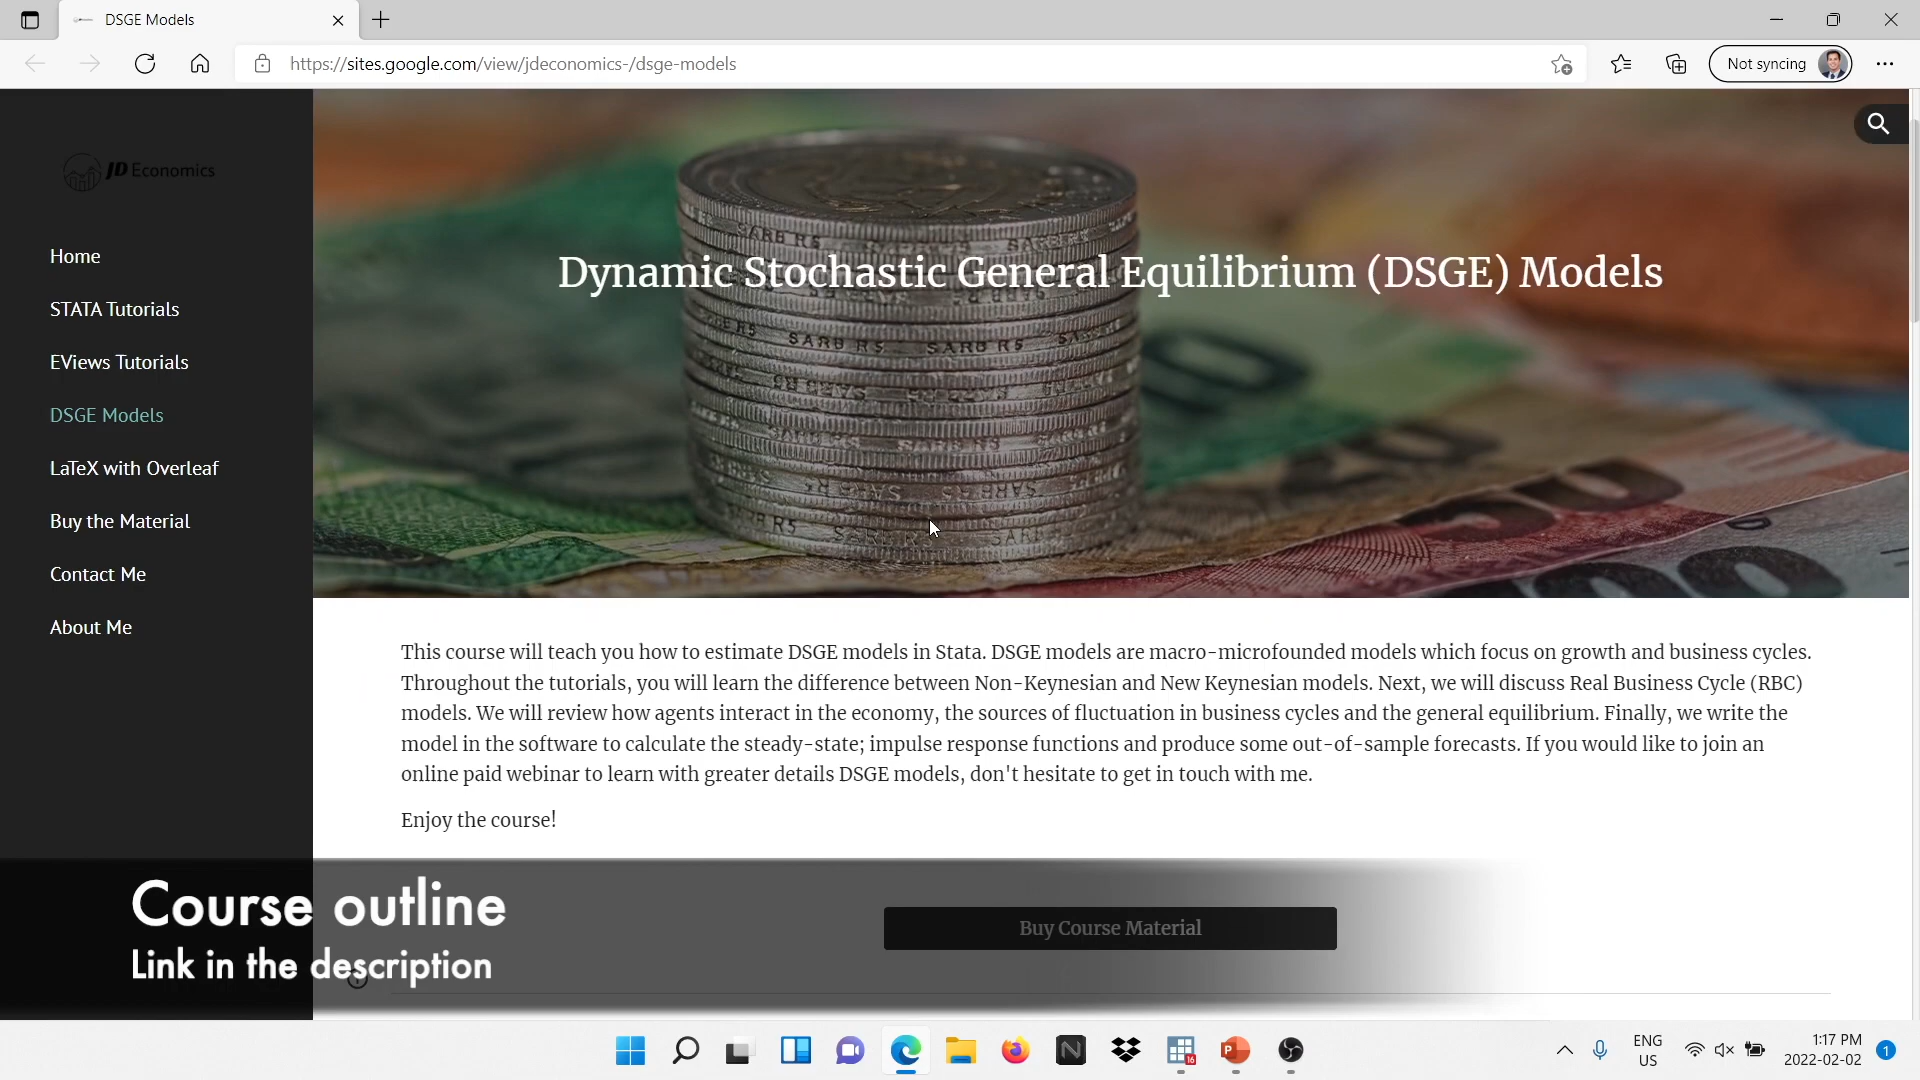 DSGE Models
https://sites.google.com/view/jdeconomics-/dsge-models
Not syncing
JD Economics
Home
STATA Tutorials
EViews Tutorials
DSGE Models
LaTeX with Overleaf
Buy the Material
Contact Me
About Me
Dynamic Stochastic General Equilibrium (DSGE) Models
SARB R5
SARB R5 SARB R5
This course will teach you how to estimate DSGE models in Stata. DSGE models are macro-microfounded models which focus on growth and business cycles.
Throughout the tutorials, you will learn the difference between Non-Keynesian and New Keynesian models. Next, we will discuss Real Business Cycle (RBC)
models. We will review how agents interact in the economy, the sources of fluctuation in business cycles and the general equilibrium. Finally, we write the
model in the software to calculate the steady-state; impulse response functions and produce some out-of-sample forecasts. If you would like to join an
online paid webinar to learn with greater details DSGE models, don't hesitate to get in touch with me.
Enjoy the course!
Buy Course Material
Course outline
Link in the description
ENG
US
1:17 PM
2022-02-02
1